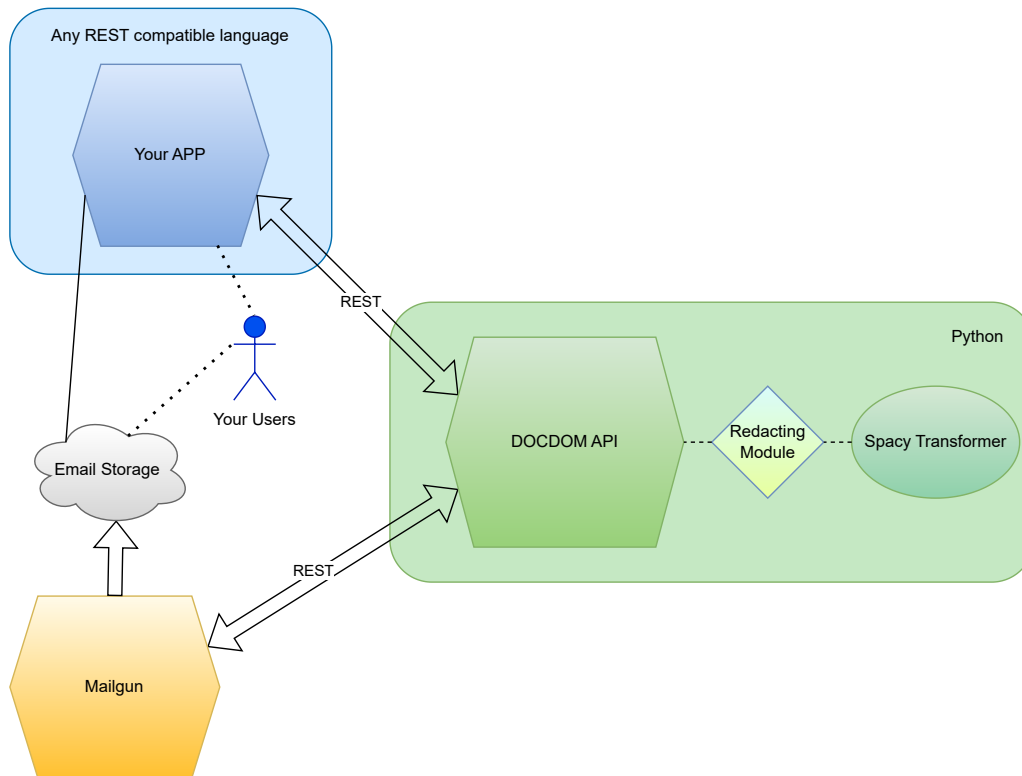 Any REST compatible language
Your APP
REST
Python
Your Users
DOCDOM API
Redacting
Module
Spacy Transformer
Email Storage
REST
Mailgun